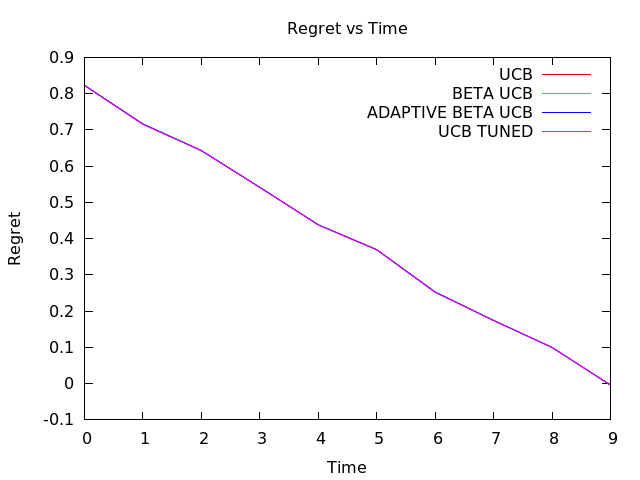 Regret vs Time
0.9
0.8
0.7
0.6
0.5
0.4
0.3
0.2
0.1
0
-0.1
Regret
UCB
BETA UCB
ADAPTIVE BETA UCB
UCB TUNED
0 1 2 3 4 5 6 7 8 9
Time